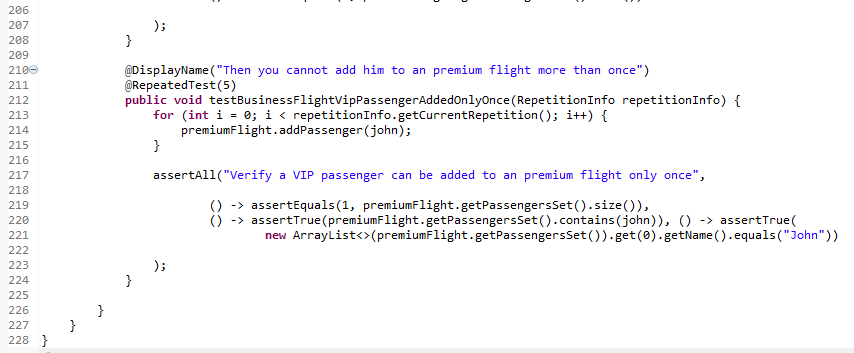 206
207 );
208 }
209
210 @DisplayName("Then you cannot add him to an premium flight more than once")
211 @RepeatedTest(5)
212 public void testBusinessFlightVipPassengerAddedOnlyOnce(RepetitionInfo repetitionInfo) {
213 for (int i = 0; i < repetitionInfo.getCurrentRepetition(); i++) {
214 premiumFlight.addPassenger(john);
215 }
216
217 assertAll("Verify a VIP passenger can be added to an premium flight only once",
218
219 () -> assertEquals(1, premiumFlight.getPassengersSet().size()),
220 () -> assertTrue(premiumFlight.getPassengersSet().contains(john)), () -> assertTrue(
221 new ArrayList<>(premiumFlight.getPassengersSet()).get(0).getName().equals("John"))
222
223 );
224 }
225
226 }
227 }
228 }